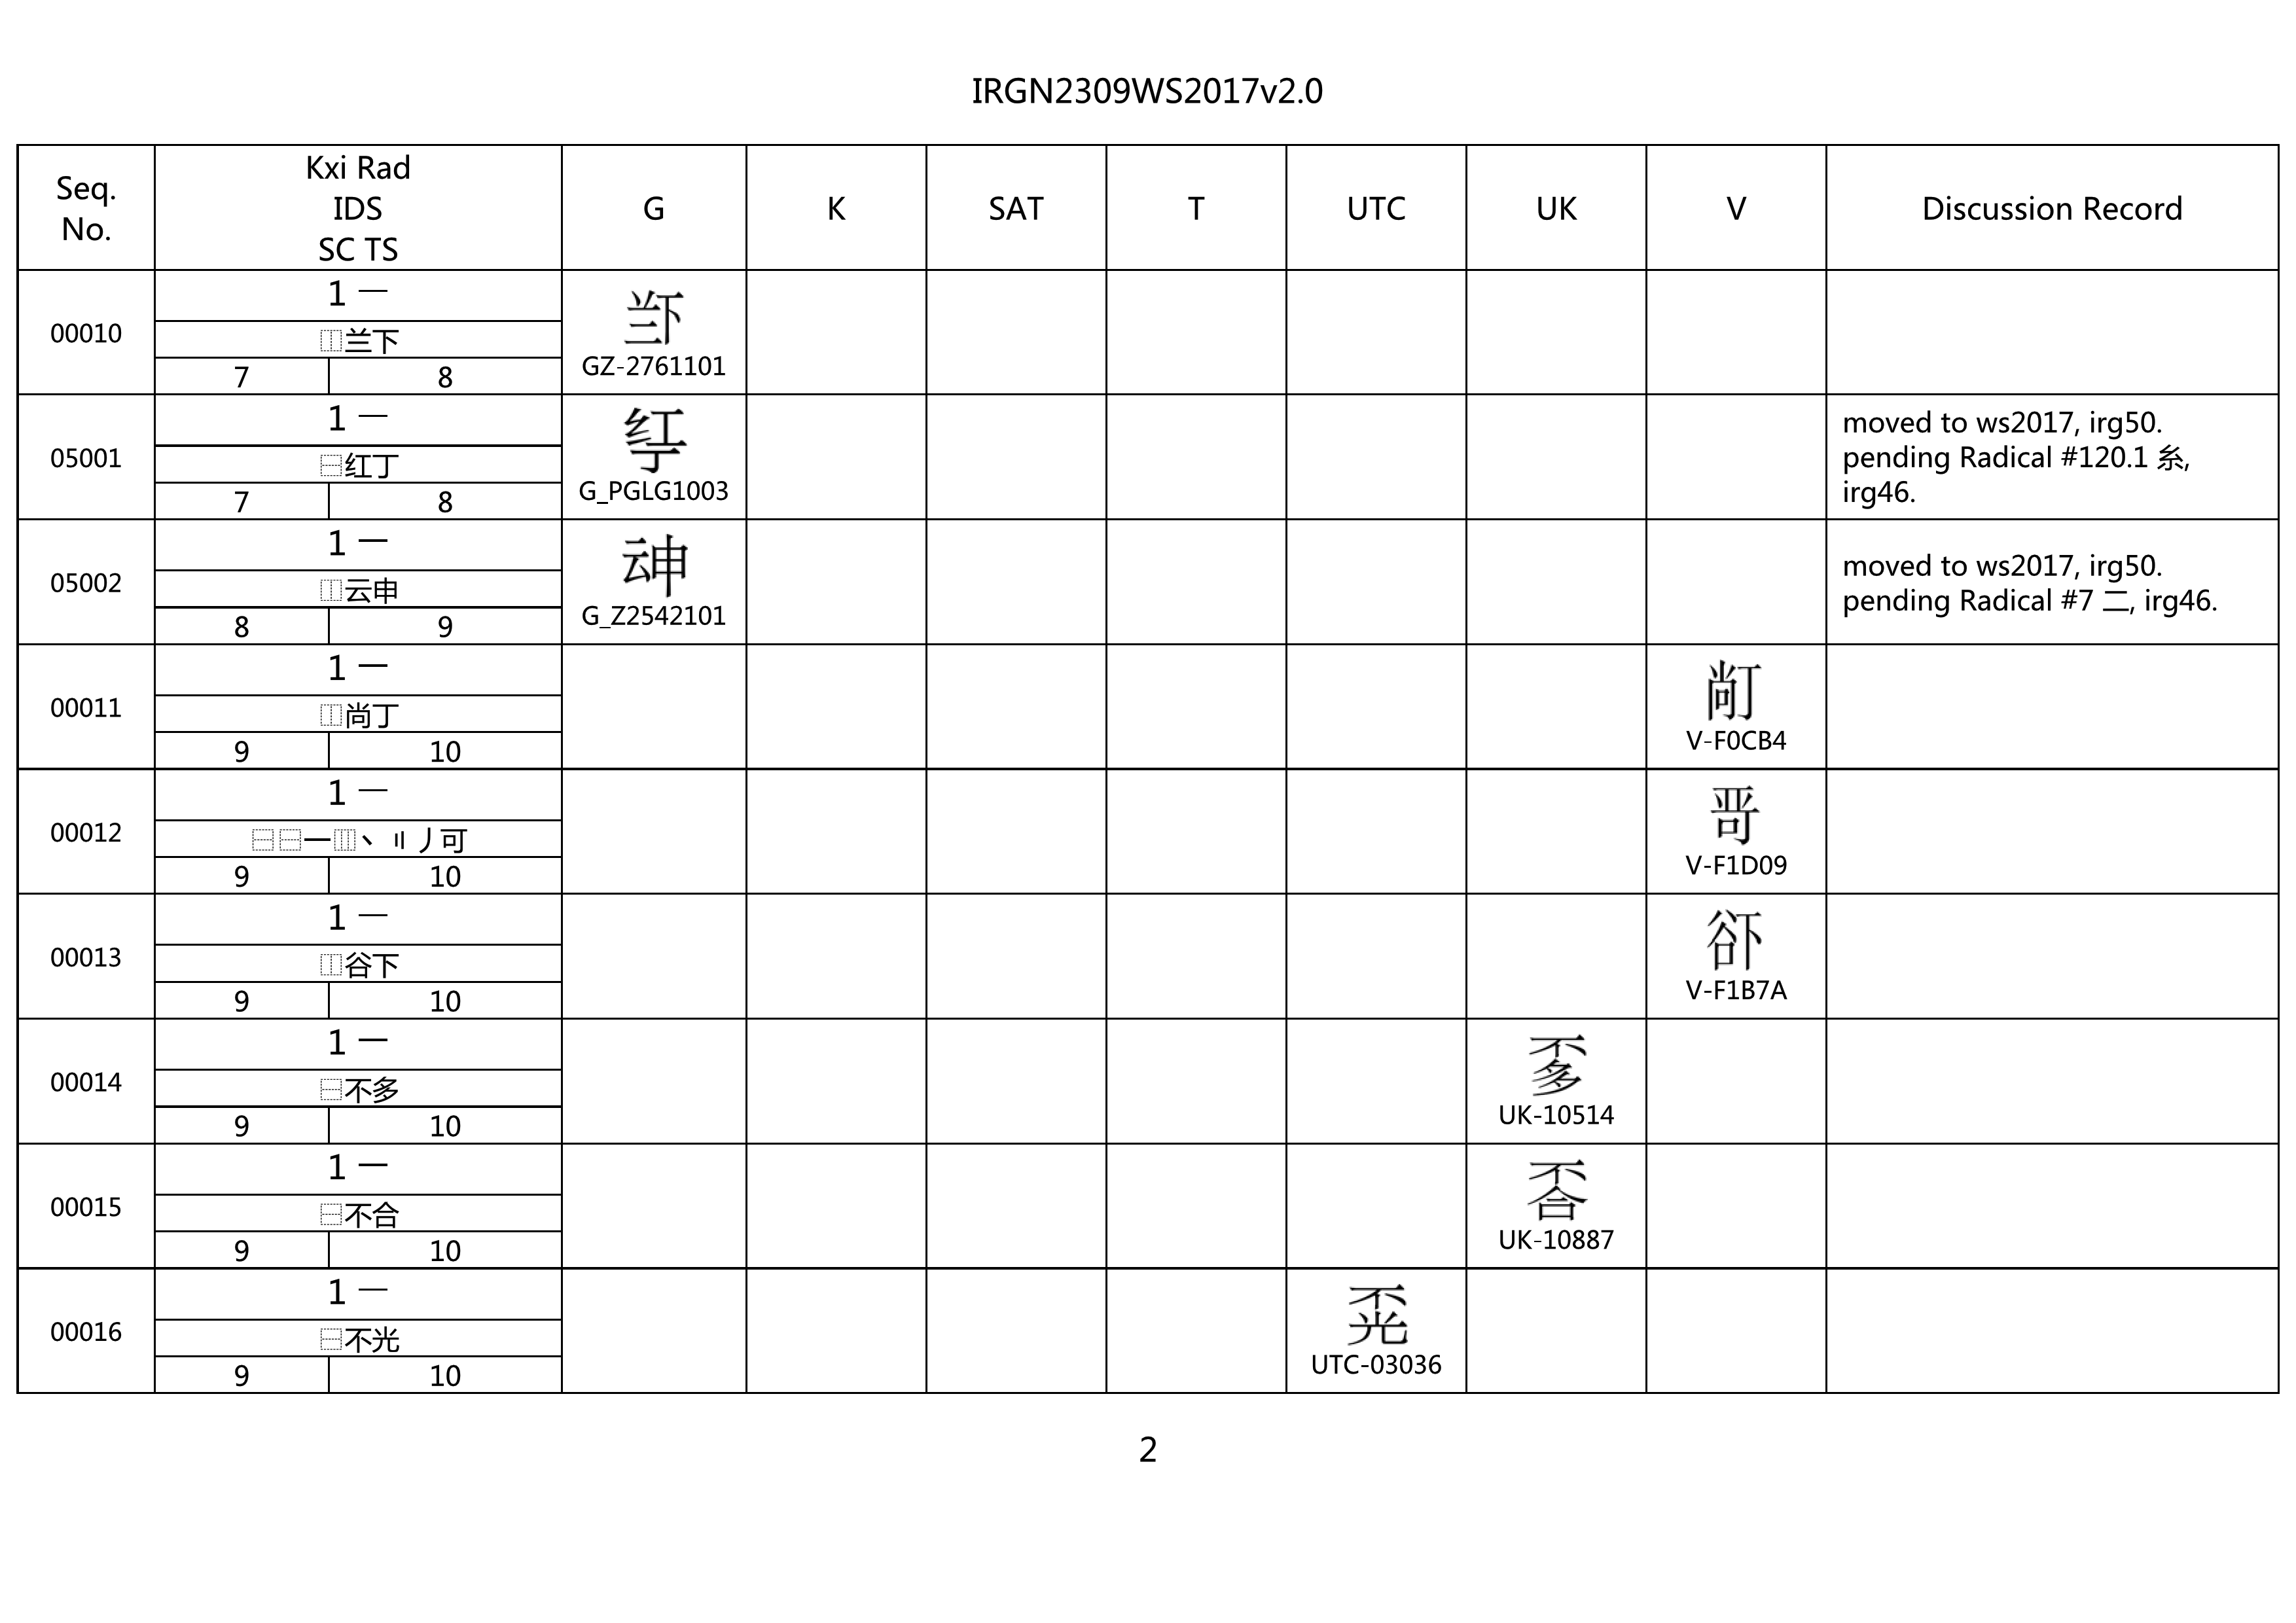 IRGN2309WS2017v2.0
Seq. No.
Kxi Rad
IDS
SC TS
G
K
SAT
T
UTC
UK
V
Discussion Record
00010
1 一
⿰兰下
7 8
GZ-2761101
05001
1 一
⿱红丁
7 8
G_PGLG1003
moved to ws2017, irg50.
pending Radical #120.1 糹,
irg46.
05002
1 一
⿰云申
8 9
G_Z2542101
moved to ws2017, irg50.
pending Radical #7 二, irg46.
00011
1 一
⿰尚丁
9 10
V-F0CB4
00012
1 一
⿱⿱一⿲丶〢丿可
9 10
V-F1D09
00013
1 一
⿰谷下
9 10
V-F1B7A
00014
1 一
⿱不多
9 10
UK-10514
00015
1 一
⿱不合
9 10
UK-10887
00016
1 一
⿱不光
9 10
UTC-03036
2